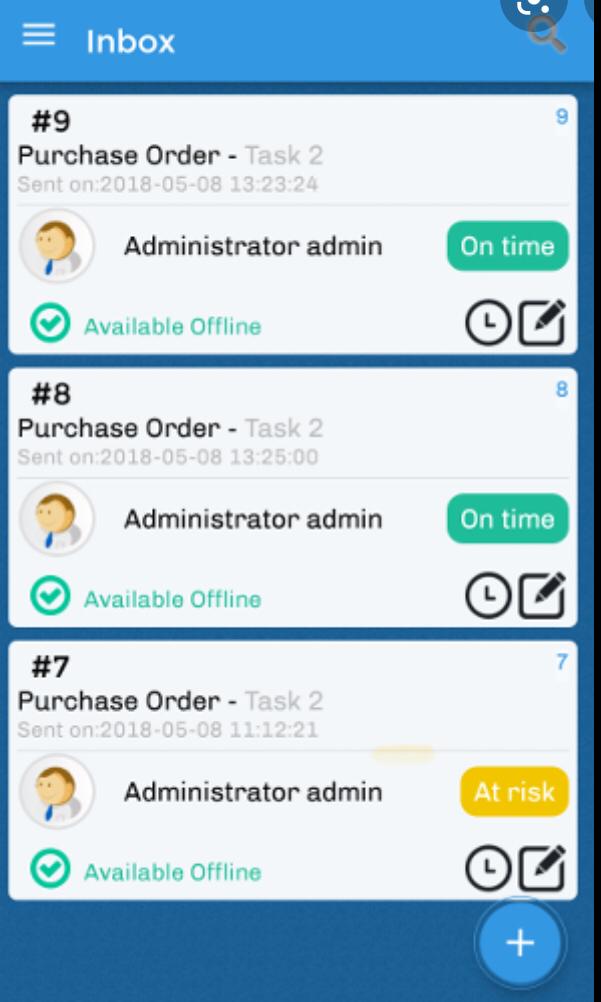 Inbox
#9 9
Purchase Order - Task 2
Sent on:2018-05-08 13:23:24
Administrator admin On time
Available Offline
#8 8
Purchase Order - Task 2
Sent on:2018-05-08 13:25:00
Administrator admin On time
Available Offline
#7 7
Purchase Order - Task 2
Sent on:2018-05-08 11:12:21
Administrator admin At risk
Available Offline